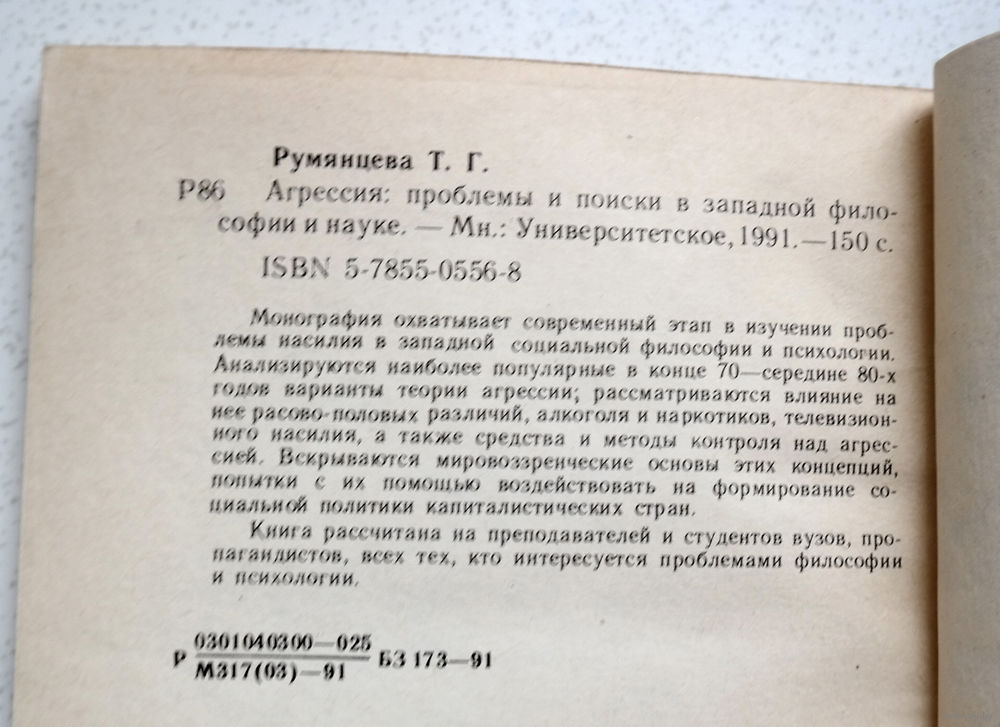 Румянцева Т. Г.
Р86 Агрессия: проблемы и поиски в западной фило-
софии и науке. — Мн.: Университетское, 1991.—150 с.
ISBN 5-7855-0556-8
Монография охватывает современный этап в изучении проб-
лемы насилия в западной социальной философии и психологии.
Анализируются наиболее популярные в конце 70—середине 80-х
годов варианты теории агрессии; рассматриваются влияние на
нее расово-половых различий, алкоголя и наркотиков, телевизион-
ного насилия, а также средства и методы контроля над агрес-
сией. Вскрываются мировоззренческие основы этих концепций,
попытки с их помощью воздействовать на формирование со-
циальной политики капиталистических стран.
Книга рассчитана на преподавателей и студентов вузов, про-
пагандистов, всех тех, кто интересуется проблемами философии
и психологии.
0301040300—025
Р БЗ 173—91
М317(03)—91